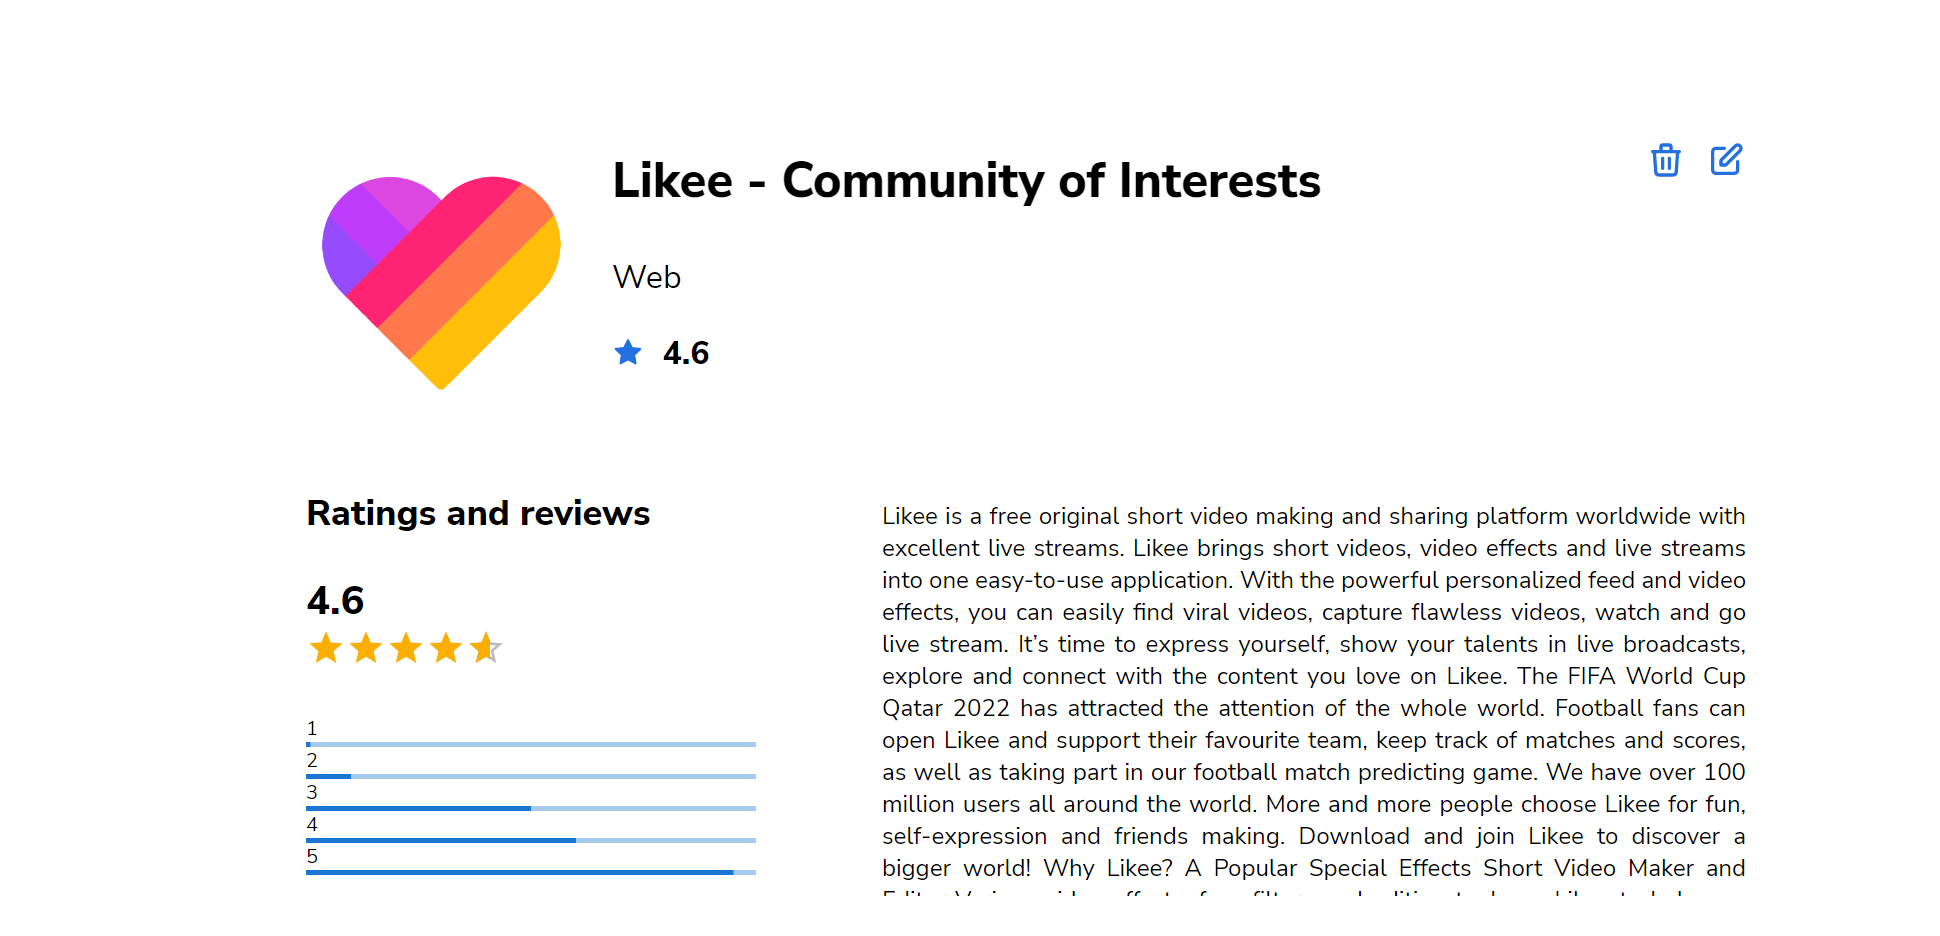 Likee - Community of Interests
Web
4.6
Ratings and reviews
4.6
1
2
3
4
5
Likee is a free original short video making and sharing platform worldwide with
excellent live streams. Likee brings short videos, video effects and live streams
into one easy-to-use application. With the powerful personalized feed and video
effects, you can easily find viral videos, capture flawless videos, watch and go
live stream. It’s time to express yourself, show your talents in live broadcasts,
explore and connect with the content you love on Likee. The FIFA World Cup
Qatar 2022 has attracted the attention of the whole world. Football fans can
open Likee and support their favourite team, keep track of matches and scores,
as well as taking part in our football match predicting game. We have over 100
million users all around the world. More and more people choose Likee for fun,
self-expression and friends making. Download and join Likee to discover a
bigger world! Why Likee? A Popular Special Effects Short Video Maker and